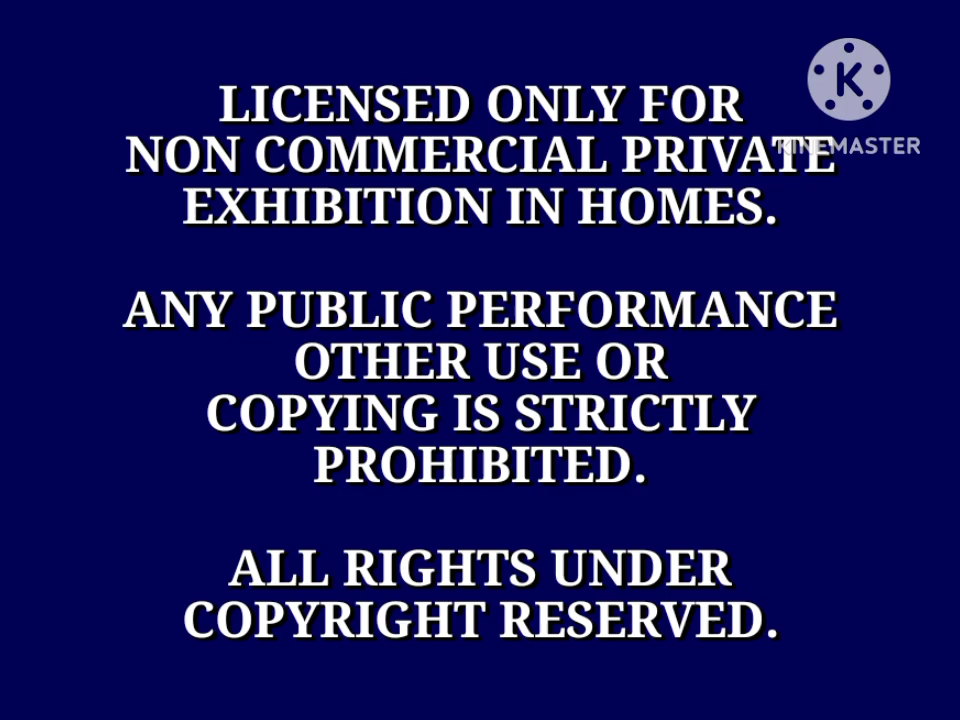 LICENSED ONLY FOR
NON COMMERCIAL PRIVATE
EXHIBITION IN HOMES.
ANY PUBLIC PERFORMANCE
OTHER USE OR
COPYING IS STRICTLY
PROHIBITED.
ALL RIGHTS UNDER
COPYRIGHT RESERVED.
K
KINEMASTER